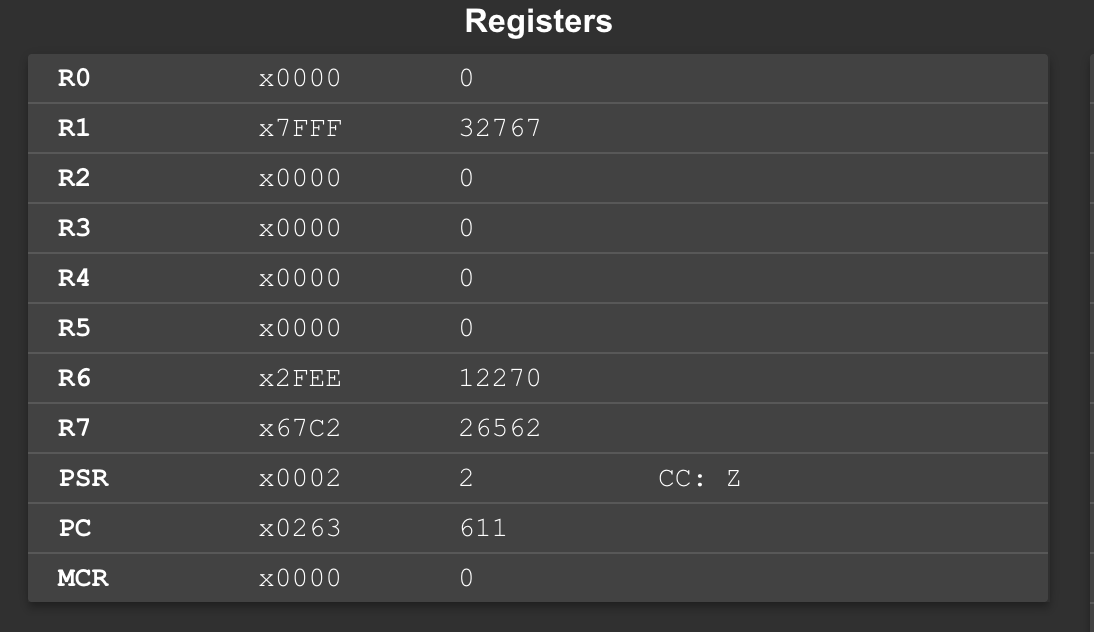 Registers
R0 x0000 0
R1 x7FFF 32767
R2 x0000 0
R3 x0000 0
R4 x0000 0
R5 x0000 0
R6 x2FEE 12270
R7 x67C2 26562
PSR x0002 2 CC: Z
PC x0263 611
MCR x0000 0